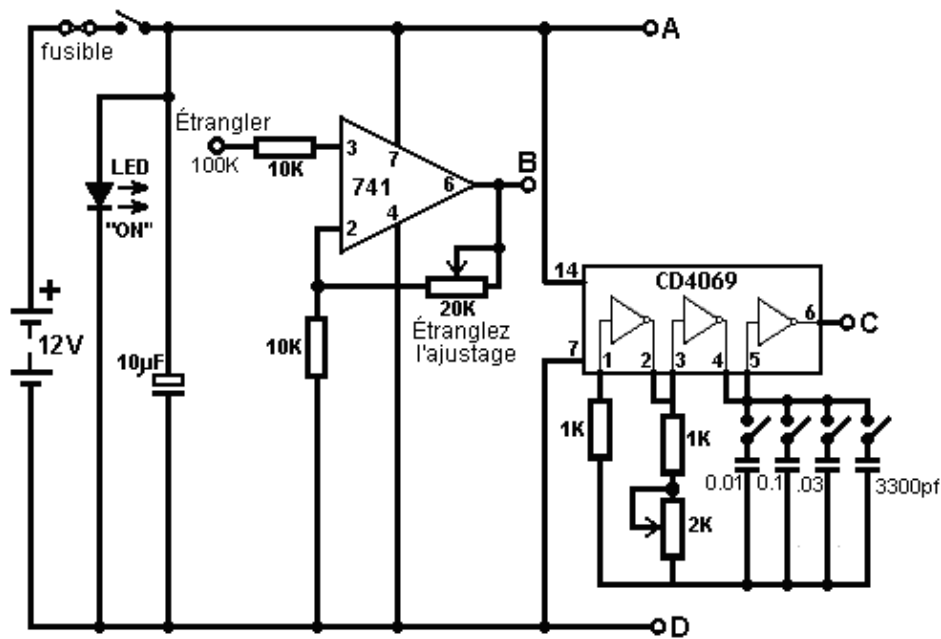 A
fusible
Étrangler
100K
10K
3
7
741
6
B
2
4
LED
"ON"
20K
Étranglez
l'ajustage
+
12V
10µF
10K
14
CD4069
7
1
2
3
4
5
6
C
1K
1K
2K
0.01
0.1
.03
3300pf
D